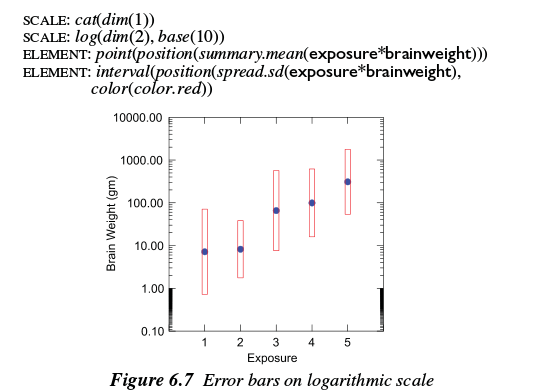 SCALE: cat(dim(1))
SCALE: log(dim(2), base(10))
ELEMENT: point(position(summary.mean(exposure*brainweight)))
ELEMENT: interval(position(spread.sd(exposure*brainweight),
color(color.red))
10000.00
1000.00
100.00
10.00
1.00
0.10
Brain Weight (gm)
1 2 3 4 5
Exposure
Figure 6.7 Error bars on logarithmic scale